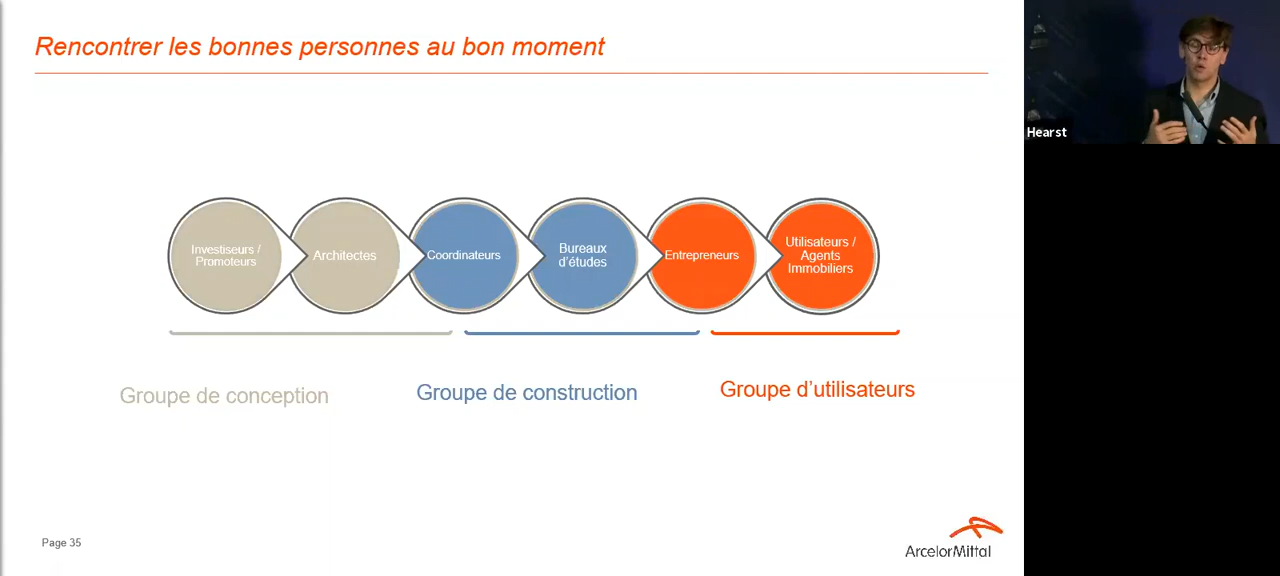 Rencontrer les bonnes personnes au bon moment
Hearst
Investiseurs /
Promoteurs
Architectes
Coordinateurs
Bureaux
d'études
Entrepreneurs
Utilisateurs /
Agents
Immobiliers
Groupe de conception
Groupe de construction
Groupe d'utilisateurs
Page 35
ArcelorMittal